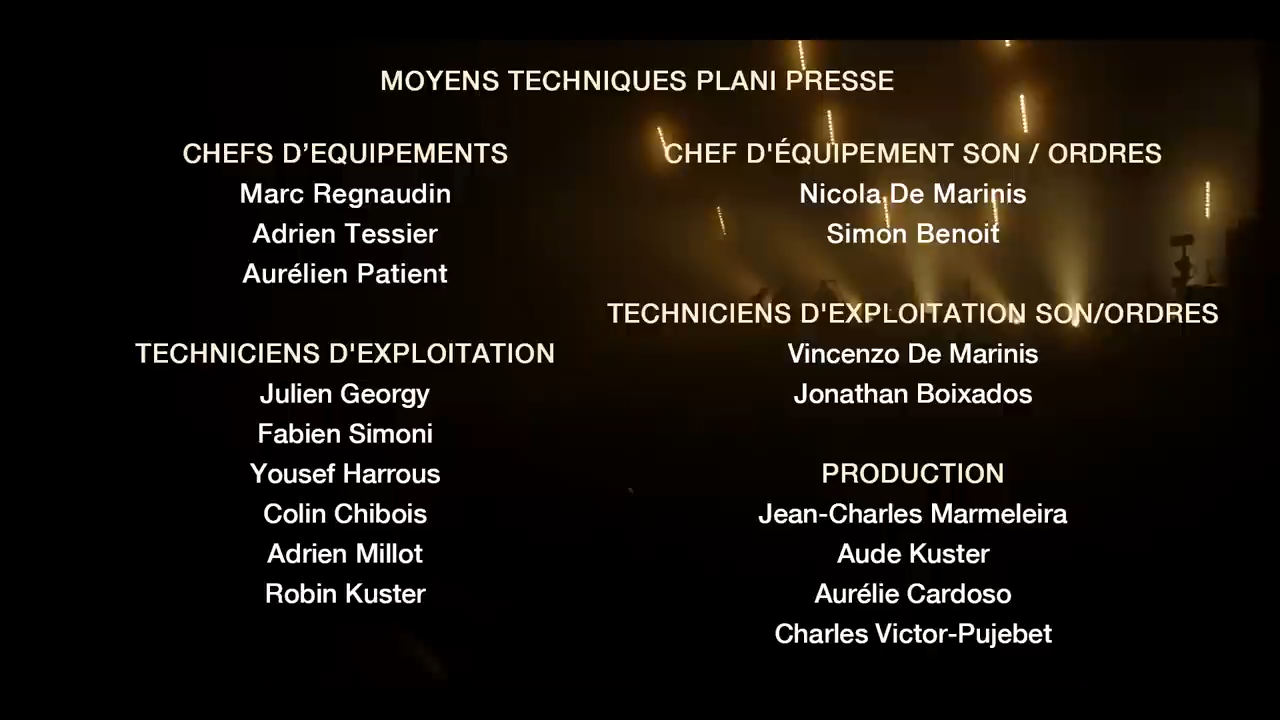 MOYENS TECHNIQUES PLANI PRESSE
CHEFS D’EQUIPEMENTS
Marc Regnaudin
Adrien Tessier
Aurélien Patient
TECHNICIENS D'EXPLOITATION
Julien Georgy
Fabien Simoni
Yousef Harrous
Colin Chibois
Adrien Millot
Robin Kuster
CHEF D'ÉQUIPEMENT SON / ORDRES
Nicola De Marinis
Simon Benoit
TECHNICIENS D'EXPLOITATION SON/ORDRES
Vincenzo De Marinis
Jonathan Boixados
PRODUCTION
Jean-Charles Marmeleira
Aude Kuster
Aurélie Cardoso
Charles Victor-Pujebet